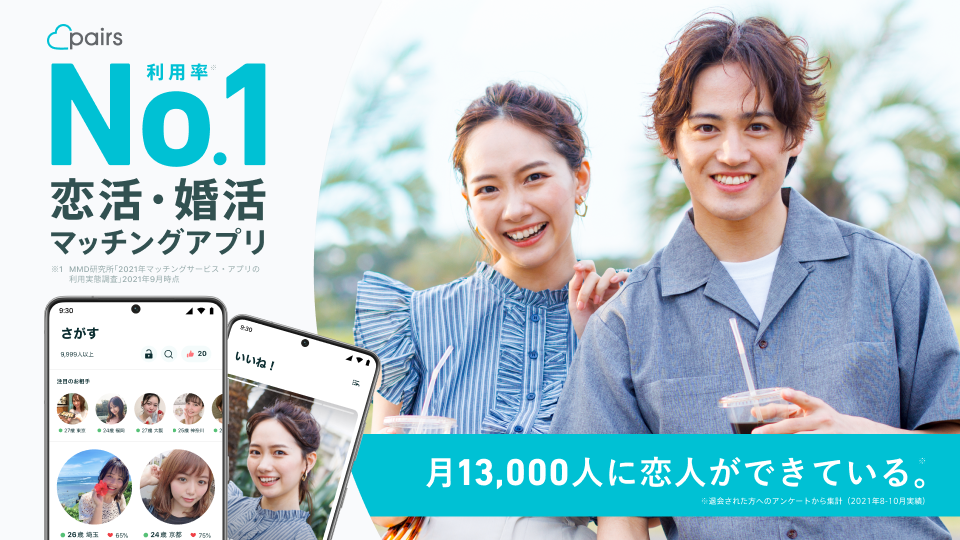 pairs
利用率※
No.1
恋活・婚活
マッチングアプリ
※1 MMD研究所「2021年マッチングサービス・アプリの
利用実態調査」2021年9月時点
9:30
さがす
9,999人以上
20
注目のお相手
27歳 東京
24歳 福岡
27歳 大阪
25歳 神奈川
26歳 埼玉 65%
24歳 京都 75%
9:30
いいね！
月13,000人に恋人ができている。※
※退会された方へのアンケートから集計（2021年8-10月実績）